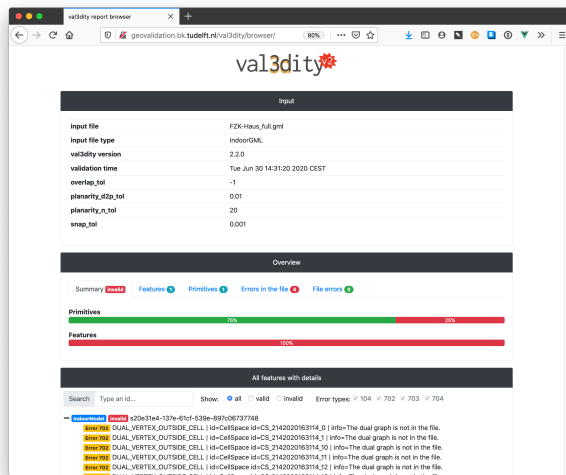 val3dity report browser
geovalidation.bk.tudelft.nl/val3dity/browser/ 80%
val3dity v2
Input
input file FZK-Haus_full.gml
input file type IndoorGML
val3dity version 2.2.0
validation time Tue Jun 30 14:31:20 2020 CEST
overlap_tol -1
planarity_d2p_tol 0.01
planarity_n_tol 20
snap_tol 0.001
Overview
Summary invalid Features 1 Primitives 1 Errors in the file 4 File errors 0
Primitives
75% 25%
Features
100%
All features with details
Search Type an id... Show: all valid invalid Error types: 104 702 703 704
IndoorModel invalid s20e31e4-137e-61cf-539e-897c06737748
Error 702 DUAL_VERTEX_OUTSIDE_CELL | id=CellSpace id=CS_2142020163114_0 | info=The dual graph is not in the file.
Error 702 DUAL_VERTEX_OUTSIDE_CELL | id=CellSpace id=CS_2142020163114_1 | info=The dual graph is not in the file.
Error 702 DUAL_VERTEX_OUTSIDE_CELL | id=CellSpace id=CS_2142020163114_10 | info=The dual graph is not in the file.
Error 702 DUAL_VERTEX_OUTSIDE_CELL | id=CellSpace id=CS_2142020163114_11 | info=The dual graph is not in the file.
Error 702 DUAL_VERTEX_OUTSIDE_CELL | id=CellSpace id=CS_2142020163114_12 | info=The dual graph is not in the file.